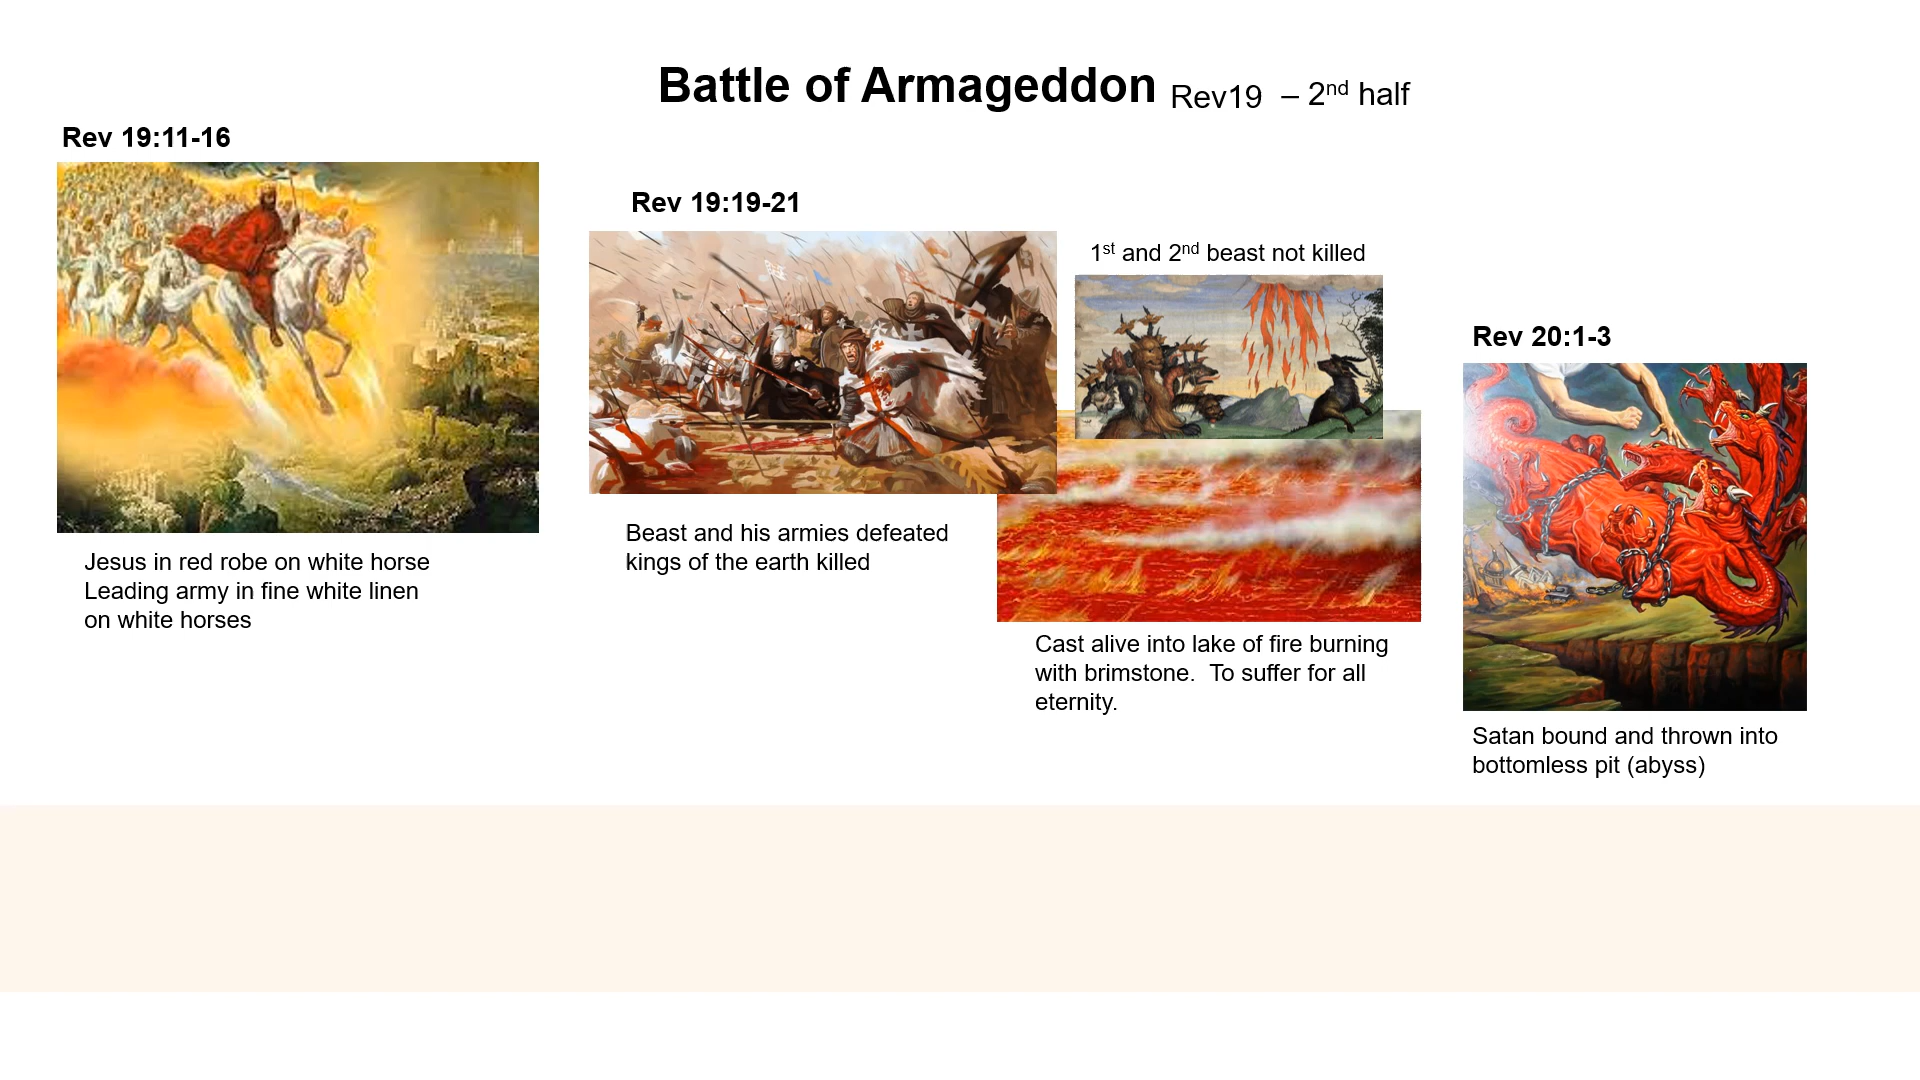 Battle of Armageddon Rev19 – 2nd half
Rev 19:11-16
Jesus in red robe on white horse
Leading army in fine white linen
on white horses
Rev 19:19-21
Beast and his armies defeated
kings of the earth killed
1st and 2nd beast not killed
Cast alive into lake of fire burning
with brimstone. To suffer for all
eternity.
Rev 20:1-3
Satan bound and thrown into
bottomless pit (abyss)